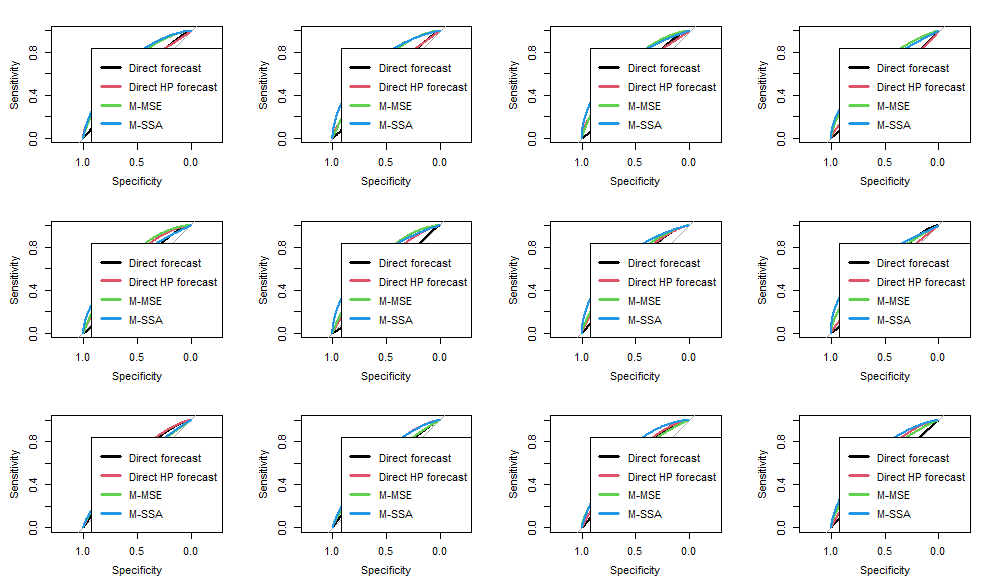 Sensitivity
0.0 0.4 0.8
Direct forecast
Direct HP forecast
M-MSE
M-SSA
1.0 0.5 0.0
Specificity
Sensitivity
0.0 0.4 0.8
Direct forecast
Direct HP forecast
M-MSE
M-SSA
1.0 0.5 0.0
Specificity
Sensitivity
0.0 0.4 0.8
Direct forecast
Direct HP forecast
M-MSE
M-SSA
1.0 0.5 0.0
Specificity
Sensitivity
0.0 0.4 0.8
Direct forecast
Direct HP forecast
M-MSE
M-SSA
1.0 0.5 0.0
Specificity
Sensitivity
0.0 0.4 0.8
Direct forecast
Direct HP forecast
M-MSE
M-SSA
1.0 0.5 0.0
Specificity
Sensitivity
0.0 0.4 0.8
Direct forecast
Direct HP forecast
M-MSE
M-SSA
1.0 0.5 0.0
Specificity
Sensitivity
0.0 0.4 0.8
Direct forecast
Direct HP forecast
M-MSE
M-SSA
1.0 0.5 0.0
Specificity
Sensitivity
0.0 0.4 0.8
Direct forecast
Direct HP forecast
M-MSE
M-SSA
1.0 0.5 0.0
Specificity
Sensitivity
0.0 0.4 0.8
Direct forecast
Direct HP forecast
M-MSE
M-SSA
1.0 0.5 0.0
Specificity
Sensitivity
0.0 0.4 0.8
Direct forecast
Direct HP forecast
M-MSE
M-SSA
1.0 0.5 0.0
Specificity
Sensitivity
0.0 0.4 0.8
Direct forecast
Direct HP forecast
M-MSE
M-SSA
1.0 0.5 0.0
Specificity
Sensitivity
0.0 0.4 0.8
Direct forecast
Direct HP forecast
M-MSE
M-SSA
1.0 0.5 0.0
Specificity